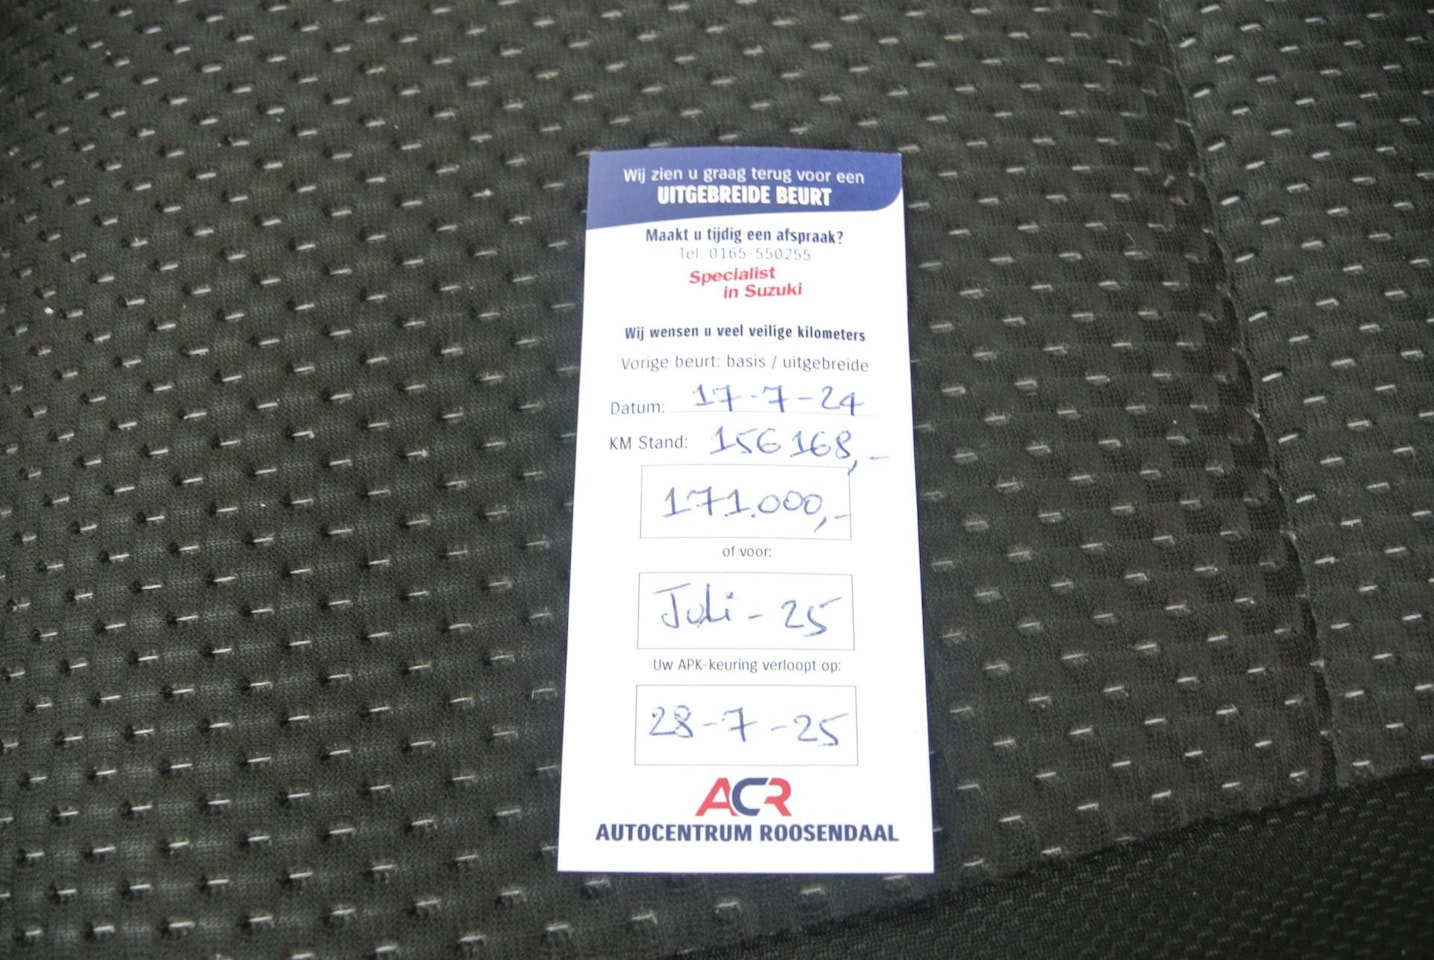 Wij zien u graag terug voor een
UITGEBREIDE BEURT
Maakt u tijdig een afspraak?
Tel. 0165-550255
Specialist
in Suzuki
Wij wensen u veel veilige kilometers
Vorige beurt: basis / uitgebreide
Datum: 17-7-24
KM Stand: 156168,-
171.000,-
of voor:
Juli - 25
Uw APK-keuring verloopt op:
28-7-25
ACR
AUTOCENTRUM ROOSENDAAL